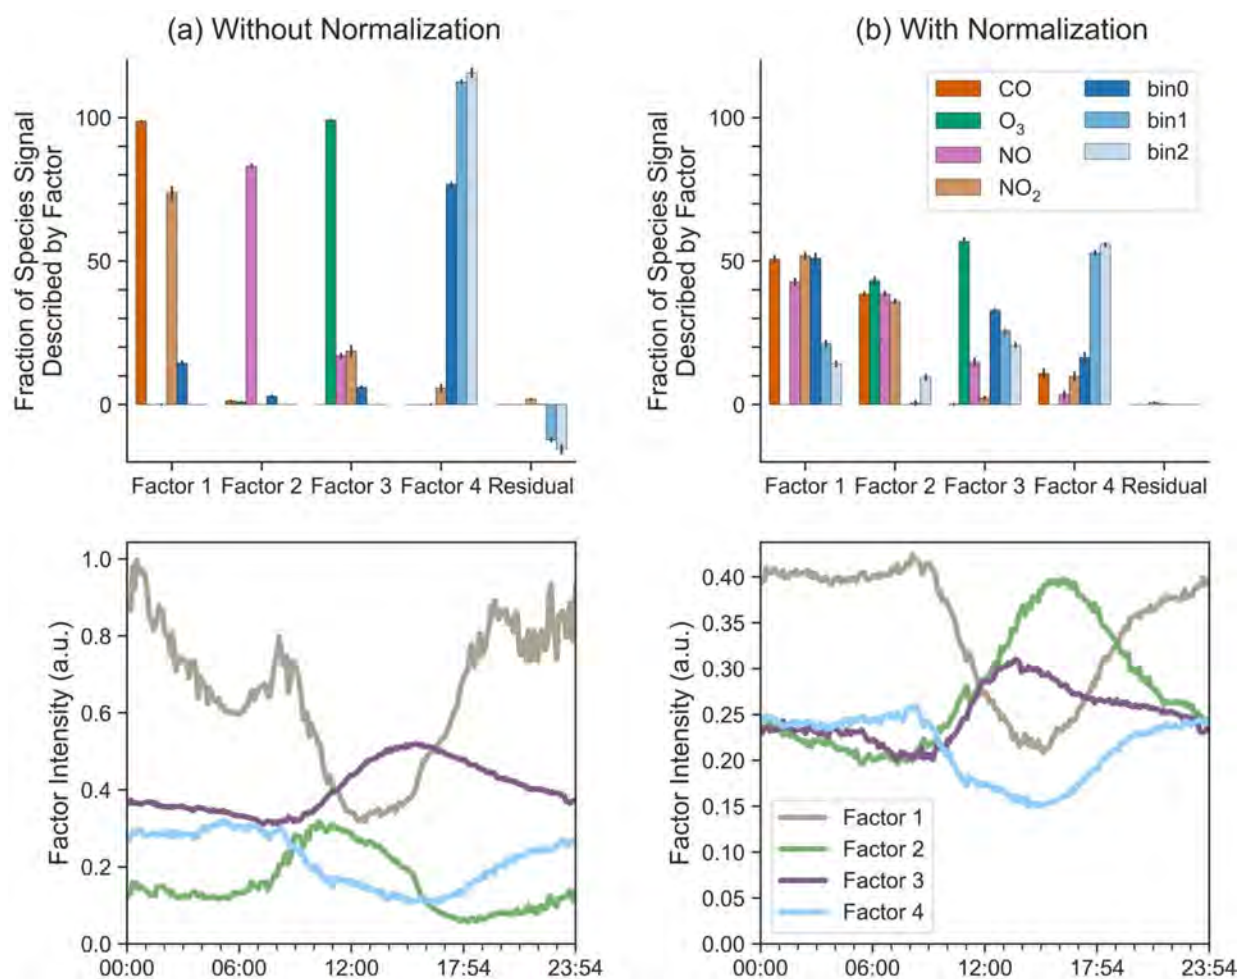 (a) Without Normalization
Fraction of Species Signal
Described by Factor
100
50
0
Factor 1 Factor 2 Factor 3 Factor 4 Residual
(b) With Normalization
Fraction of Species Signal
Described by Factor
100
50
0
CO
O3
NO
NO2
bin0
bin1
bin2
Factor 1 Factor 2 Factor 3 Factor 4 Residual
Factor Intensity (a.u.)
1.0
0.8
0.6
0.4
0.2
0.0
00:00 06:00 12:00 17:54 23:54
Factor Intensity (a.u.)
0.40
0.35
0.30
0.25
0.20
0.15
0.10
0.05
0.00
Factor 1
Factor 2
Factor 3
Factor 4
00:00 06:00 12:00 17:54 23:54